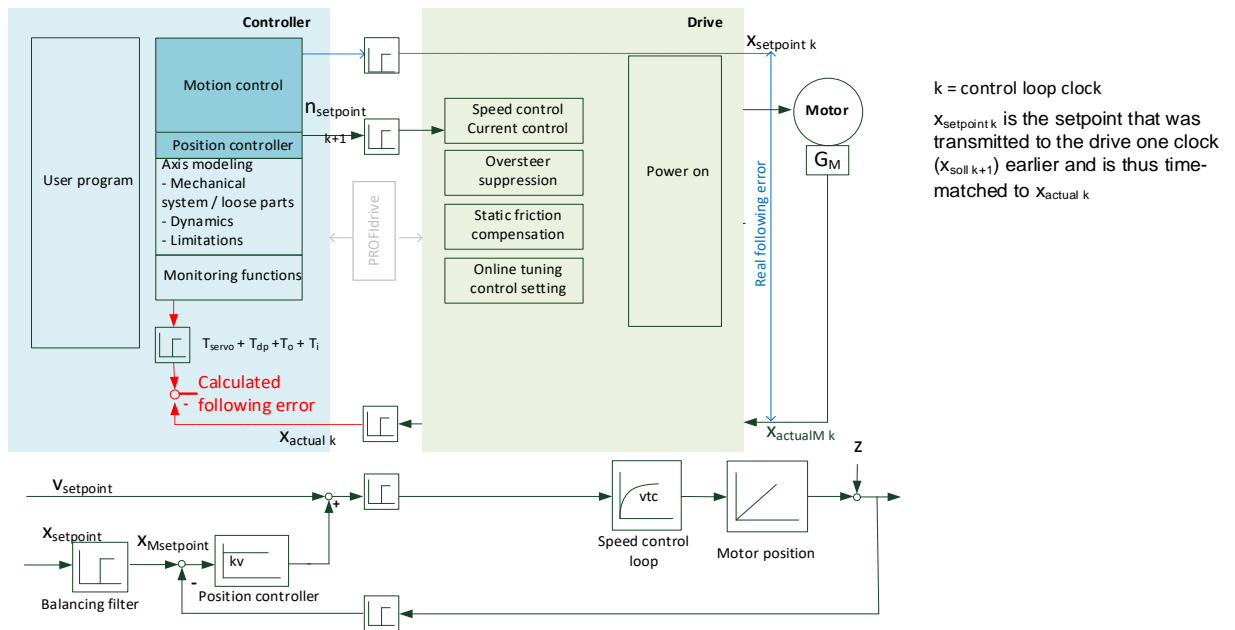 Controller
Drive
User program
Motion control
Position controller
Axis modeling
- Mechanical
system / loose parts
- Dynamics
- Limitations
Monitoring functions
n setpoint
k+1
PROFIdrive
Speed control
Current control
Oversteer
suppression
Static friction
compensation
Online tuning
control setting
Power on
x setpoint k
Real following error
Motor
G M
k = control loop clock
x setpoint k is the setpoint that was
transmitted to the drive one clock
(x soll k+1) earlier and is thus time-
matched to x actual k
T servo + T dp +T o + T i
- Calculated
following error
x actual k
x actualM k
v setpoint
+
vtc
z
Speed control
loop
Motor position
x setpoint
x Msetpoint
-
kv
Balancing filter
Position controller